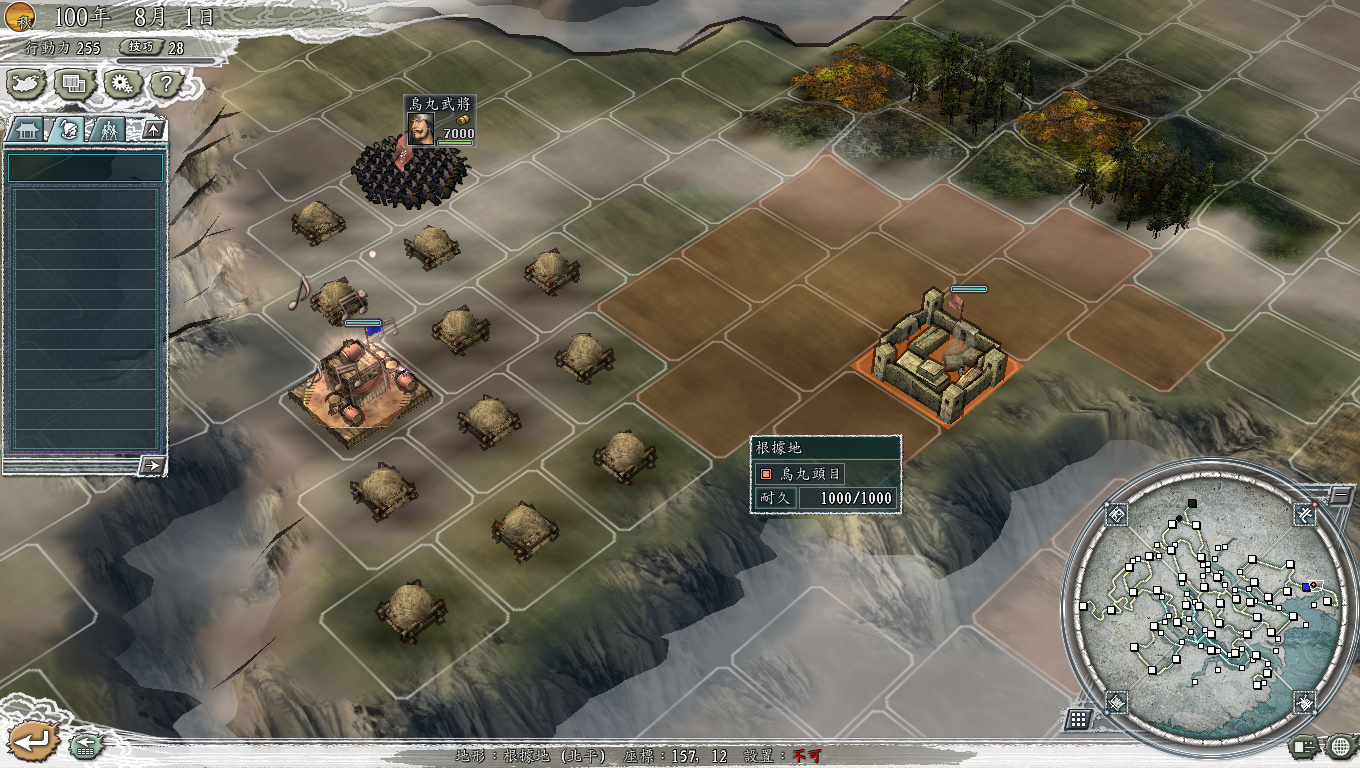 秋 100年 8月 1日
行動力 255 技巧 28
?
烏丸武將
7000
根據地
烏丸頭目
耐久 1000/1000
地形：根據地 (北平) 座標：157, 12 設置：不可